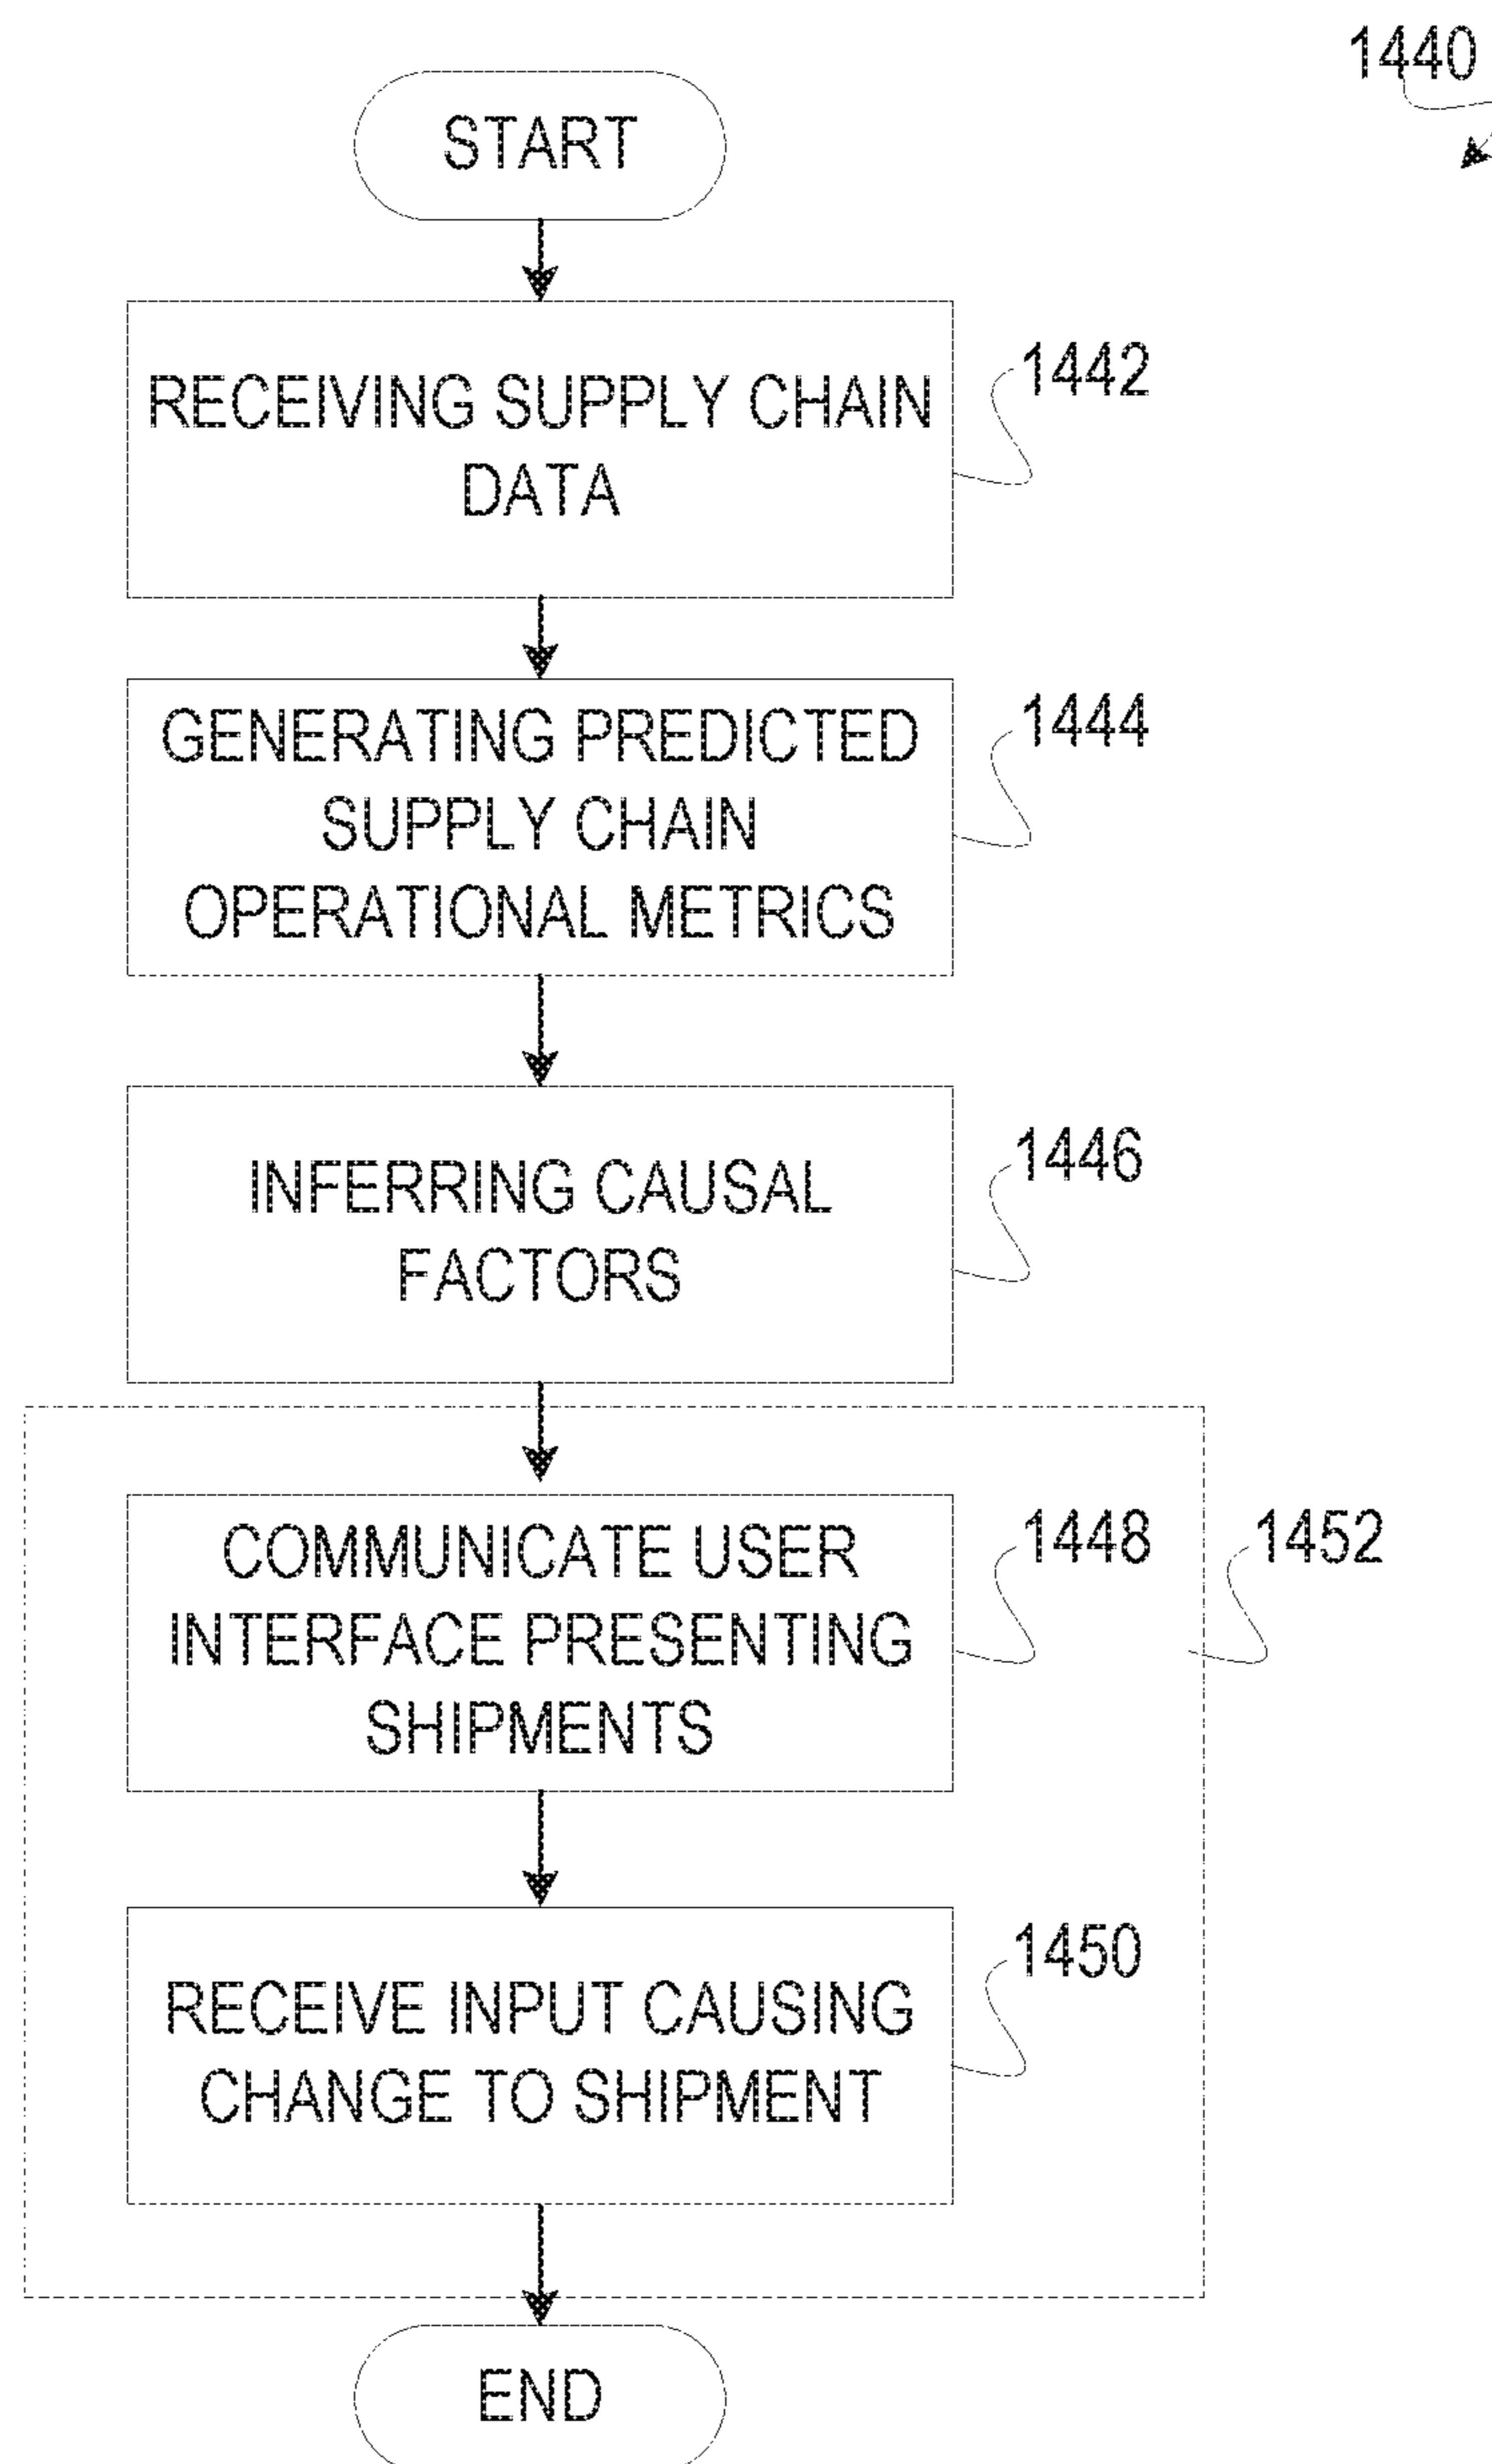 1440
START
RECEIVING SUPPLY CHAIN
DATA
1442
GENERATING PREDICTED
SUPPLY CHAIN
OPERATIONAL METRICS
1444
INFERRING CAUSAL
FACTORS
1446
COMMUNICATE USER
INTERFACE PRESENTING
SHIPMENTS
1448
1452
RECEIVE INPUT CAUSING
CHANGE TO SHIPMENT
1450
END